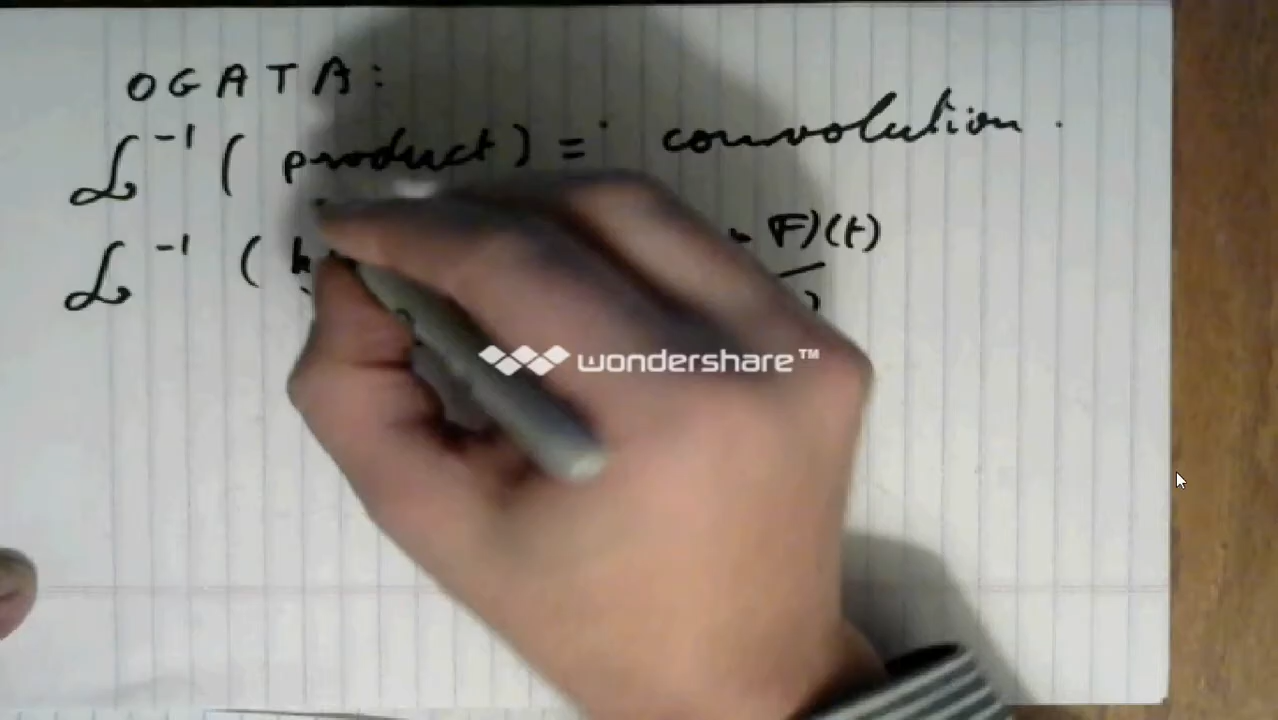 OGATA:
ℒ⁻¹ ( product ) = convolution.
ℒ⁻¹ ( F)(t)
wondershare™